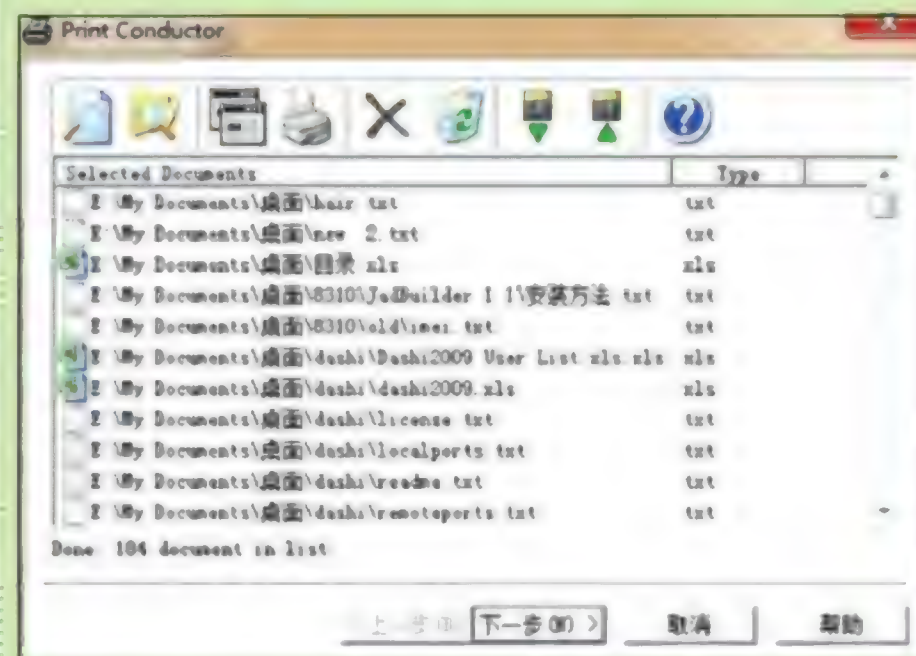 Print Conductor
Selected Documents Type
E:\My Documents\桌面\hair.txt txt
E:\My Documents\桌面\new 2.txt txt
E:\My Documents\桌面\目录.xls xls
E:\My Documents\桌面\8310\JadBuilder 1.1\安装方法.txt txt
E:\My Documents\桌面\8310\old\imei.txt txt
E:\My Documents\桌面\dashi\Dashi2009 User List.xls.xls xls
E:\My Documents\桌面\dashi\dashi2009.xls xls
E:\My Documents\桌面\dashi\license.txt txt
E:\My Documents\桌面\dashi\localports.txt txt
E:\My Documents\桌面\dashi\readme.txt txt
E:\My Documents\桌面\dashi\remoteports.txt txt
Done. 184 document in list
上一步(B) 下一步(N) > 取消 帮助